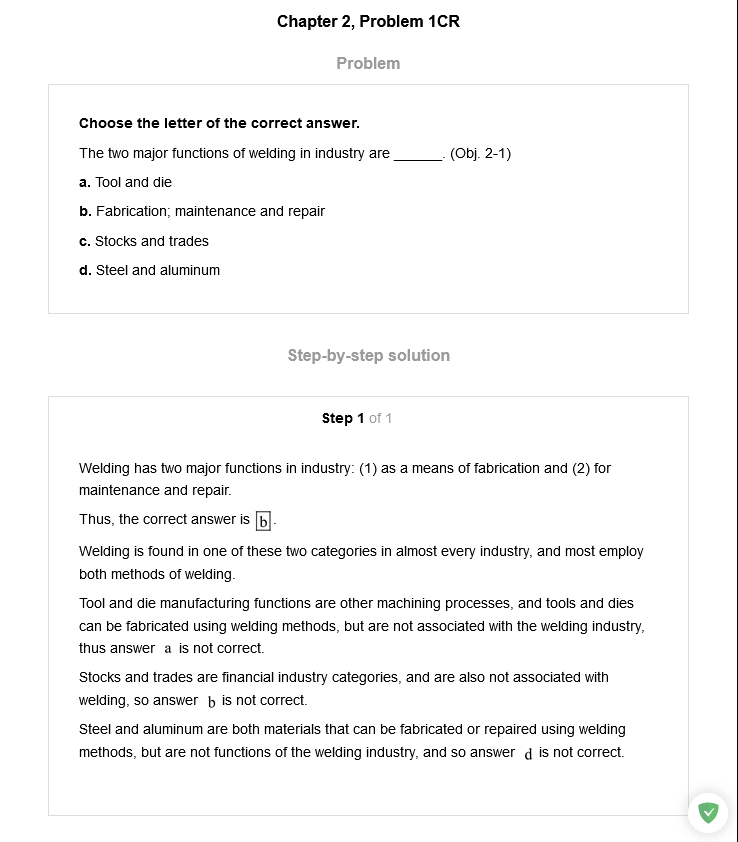 Chapter 2, Problem 1CR
Problem
Choose the letter of the correct answer.
The two major functions of welding in industry are ______. (Obj. 2-1)
a. Tool and die
b. Fabrication; maintenance and repair
c. Stocks and trades
d. Steel and aluminum
Step-by-step solution
Step 1 of 1
Welding has two major functions in industry: (1) as a means of fabrication and (2) for
maintenance and repair.
Thus, the correct answer is b.
Welding is found in one of these two categories in almost every industry, and most employ
both methods of welding.
Tool and die manufacturing functions are other machining processes, and tools and dies
can be fabricated using welding methods, but are not associated with the welding industry,
thus answer a is not correct.
Stocks and trades are financial industry categories, and are also not associated with
welding, so answer b is not correct.
Steel and aluminum are both materials that can be fabricated or repaired using welding
methods, but are not functions of the welding industry, and so answer d is not correct.